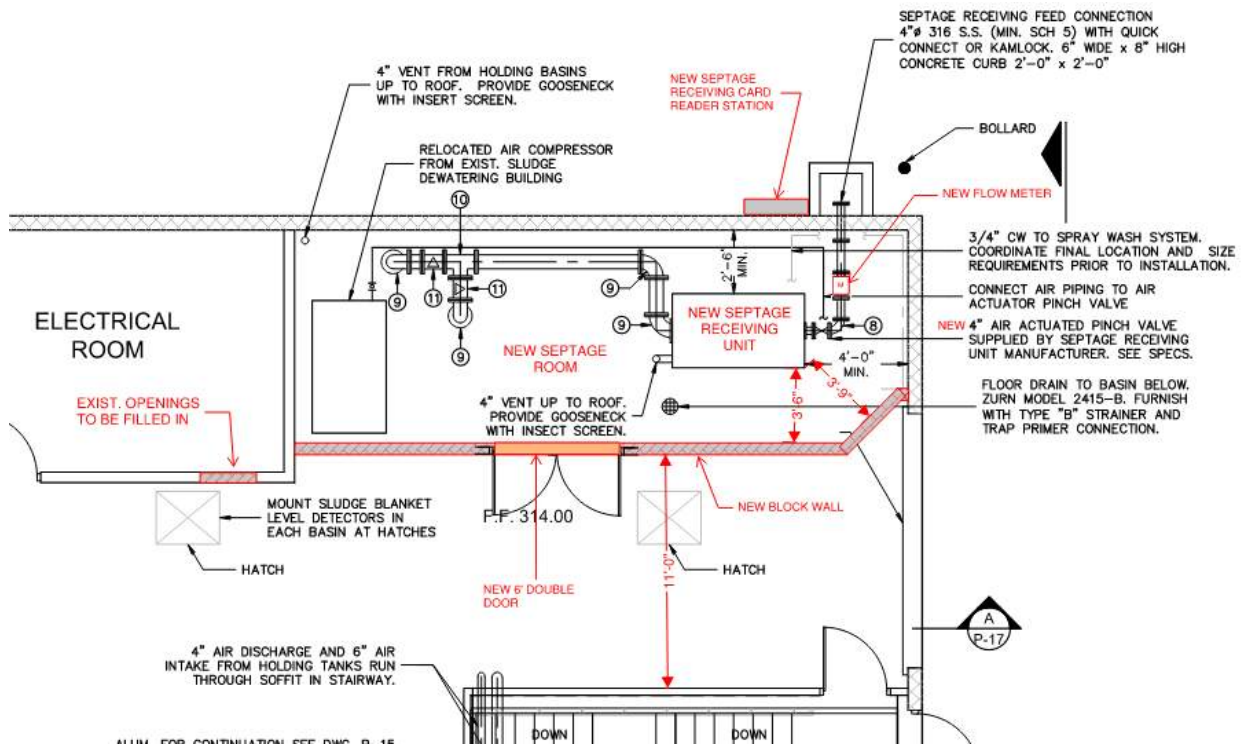 SEPTAGE RECEIVING FEED CONNECTION
4"ø 316 S.S. (MIN. SCH 5) WITH QUICK
CONNECT OR KAMLOCK. 6" WIDE x 8" HIGH
CONCRETE CURB 2'-0" x 2'-0"
4" VENT FROM HOLDING BASINS
UP TO ROOF. PROVIDE GOOSENECK
WITH INSERT SCREEN.
NEW SEPTAGE
RECEIVING CARD
READER STATION
BOLLARD
RELOCATED AIR COMPRESSOR
FROM EXIST. SLUDGE
DEWATERING BUILDING
NEW FLOW METER
10
3/4" CW TO SPRAY WASH SYSTEM.
COORDINATE FINAL LOCATION AND SIZE
REQUIREMENTS PRIOR TO INSTALLATION.
2'-6"
MIN.
M
9
11
11
9
CONNECT AIR PIPING TO AIR
ACTUATOR PINCH VALVE
ELECTRICAL
ROOM
9
9
NEW SEPTAGE
RECEIVING
UNIT
8
NEW 4" AIR ACTUATED PINCH VALVE
SUPPLIED BY SEPTAGE RECEIVING
UNIT MANUFACTURER. SEE SPECS.
NEW SEPTAGE
ROOM
4'-0"
MIN.
3'-9"
3'-6"
EXIST. OPENINGS
TO BE FILLED IN
4" VENT UP TO ROOF.
PROVIDE GOOSENECK
WITH INSECT SCREEN.
FLOOR DRAIN TO BASIN BELOW.
ZURN MODEL 2415-B. FURNISH
WITH TYPE "B" STRAINER AND
TRAP PRIMER CONNECTION.
MOUNT SLUDGE BLANKET
LEVEL DETECTORS IN
EACH BASIN AT HATCHES
F.F. 314.00
NEW BLOCK WALL
HATCH
HATCH
11'-0"
NEW 6' DOUBLE
DOOR
A
P-17
4" AIR DISCHARGE AND 6" AIR
INTAKE FROM HOLDING TANKS RUN
THROUGH SOFFIT IN STAIRWAY.
DOWN
DOWN
ALUM. FOR CONTINUATION SEE DWG. P-15